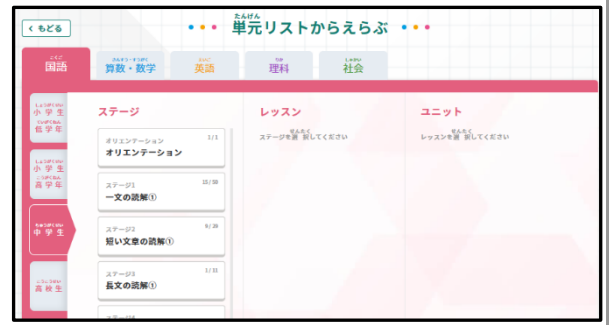 < もどる
単元リストからえらぶ
国語
算数・数学
英語
理科
社会
小学生
低学年
小学生
高学年
中学生
高校生
ステージ
オリエンテーション 1/1
オリエンテーション
ステージ1
一文の読解①
ステージ2
短い文章の読解①
ステージ3 1/31
長文の読解①
レッスン
ステージを選択してください
ユニット
レッスンを選択してください